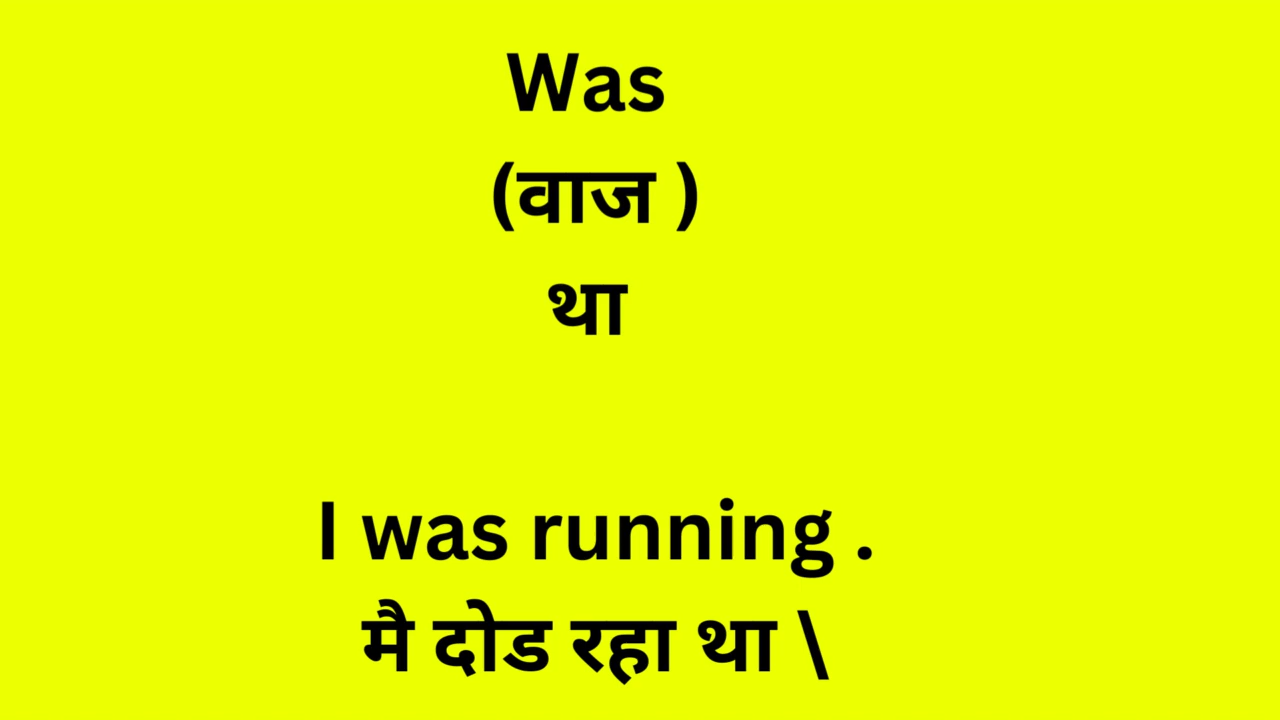 Was
(वाज )
था
I was running .
मै दोड रहा था \